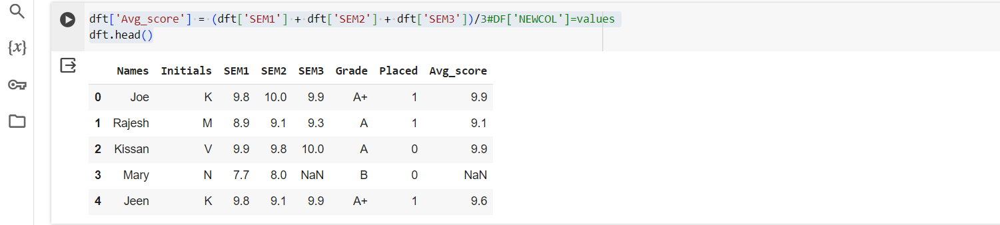 {x}
dft['Avg_score'] = (dft['SEM1'] + dft['SEM2'] + dft['SEM3'])/3#DF['NEWCOL']=values
dft.head()
Names Initials SEM1 SEM2 SEM3 Grade Placed Avg_score
0 Joe K 9.8 10.0 9.9 A+ 1 9.9
1 Rajesh M 8.9 9.1 9.3 A 1 9.1
2 Kissan V 9.9 9.8 10.0 A 0 9.9
3 Mary N 7.7 8.0 NaN B 0 NaN
4 Jeen K 9.8 9.1 9.9 A+ 1 9.6